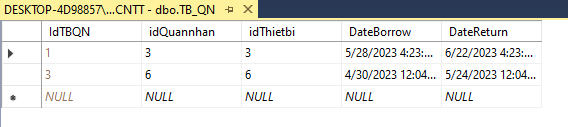 DESKTOP-4D98857\...CNTT - dbo.TB_QN
IdTBQN idQuannhan idThietbi DateBorrow DateReturn
1 3 3 5/28/2023 4:23:... 6/22/2023 4:23:...
3 6 6 4/30/2023 12:04... 5/24/2023 12:04...
NULL NULL NULL NULL NULL